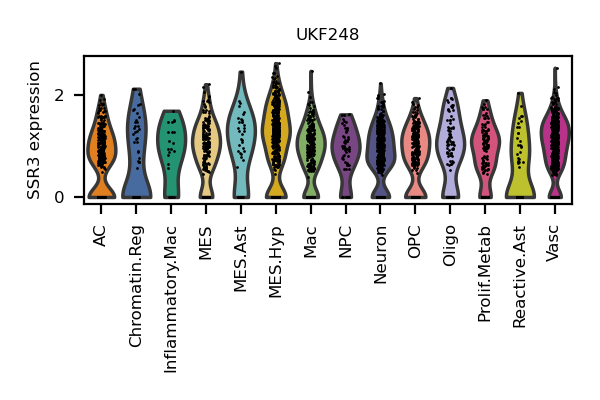 UKF248
SSR3 expression
2
0
AC
Chromatin.Reg
Inflammatory.Mac
MES
MES.Ast
MES.Hyp
Mac
NPC
Neuron
OPC
Oligo
Prolif.Metab
Reactive.Ast
Vasc